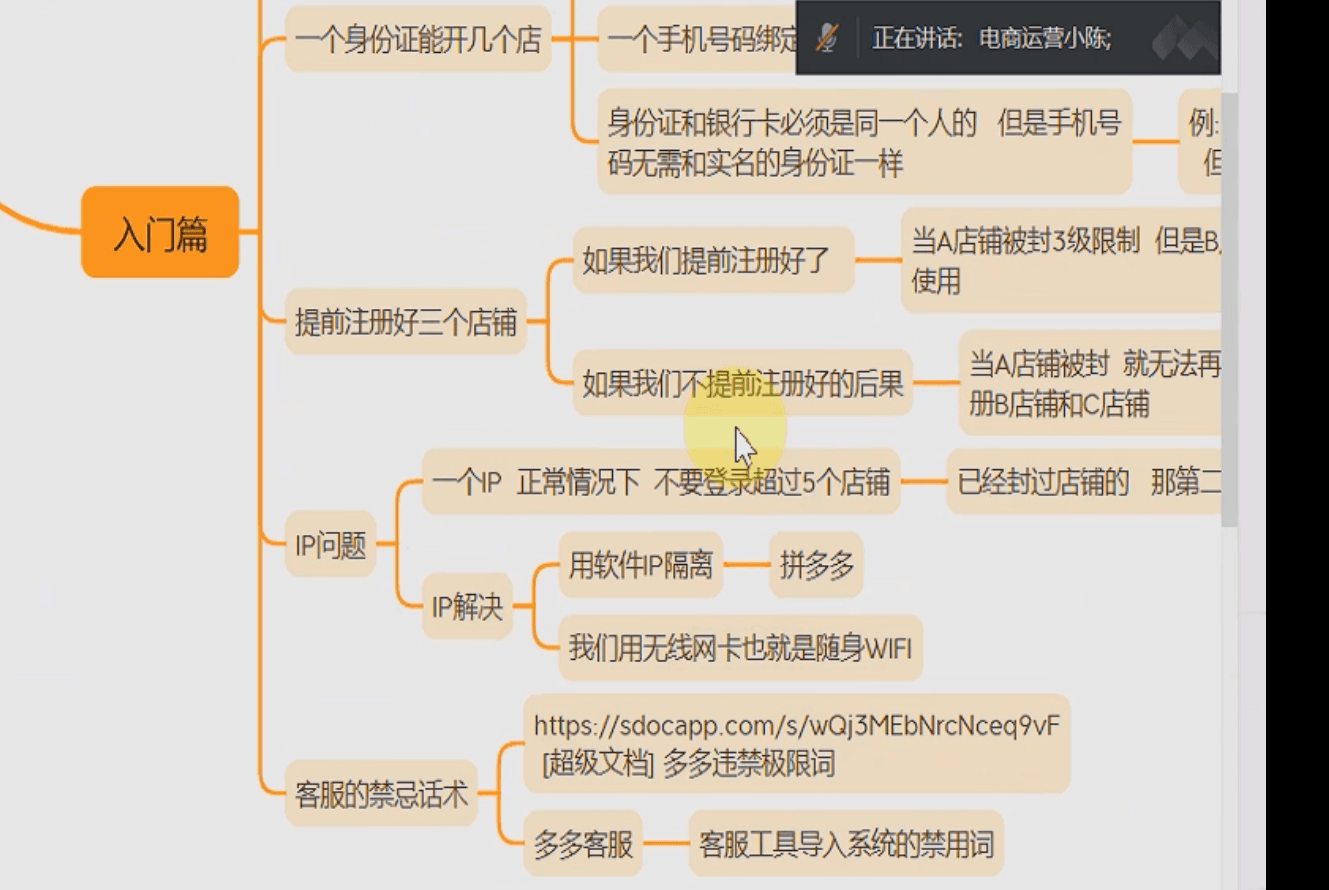 一个身份证能开几个店
一个手机号码绑定
正在讲话: 电商运营小陈;
身份证和银行卡必须是同一个人的 但是手机号
码无需和实名的身份证一样
例:
但
入门篇
提前注册好三个店铺
如果我们提前注册好了
当A店铺被封3级限制 但是B
使用
如果我们不提前注册好的后果
当A店铺被封 就无法再
册B店铺和C店铺
IP问题
一个IP 正常情况下 不要登录超过5个店铺
已经封过店铺的 那第二
IP解决
用软件IP隔离
拼多多
我们用无线网卡也就是随身WIFI
客服的禁忌话术
https://sdocapp.com/s/wQj3MEbNrcNceq9vF
[超级文档] 多多违禁极限词
多多客服
客服工具导入系统的禁用词